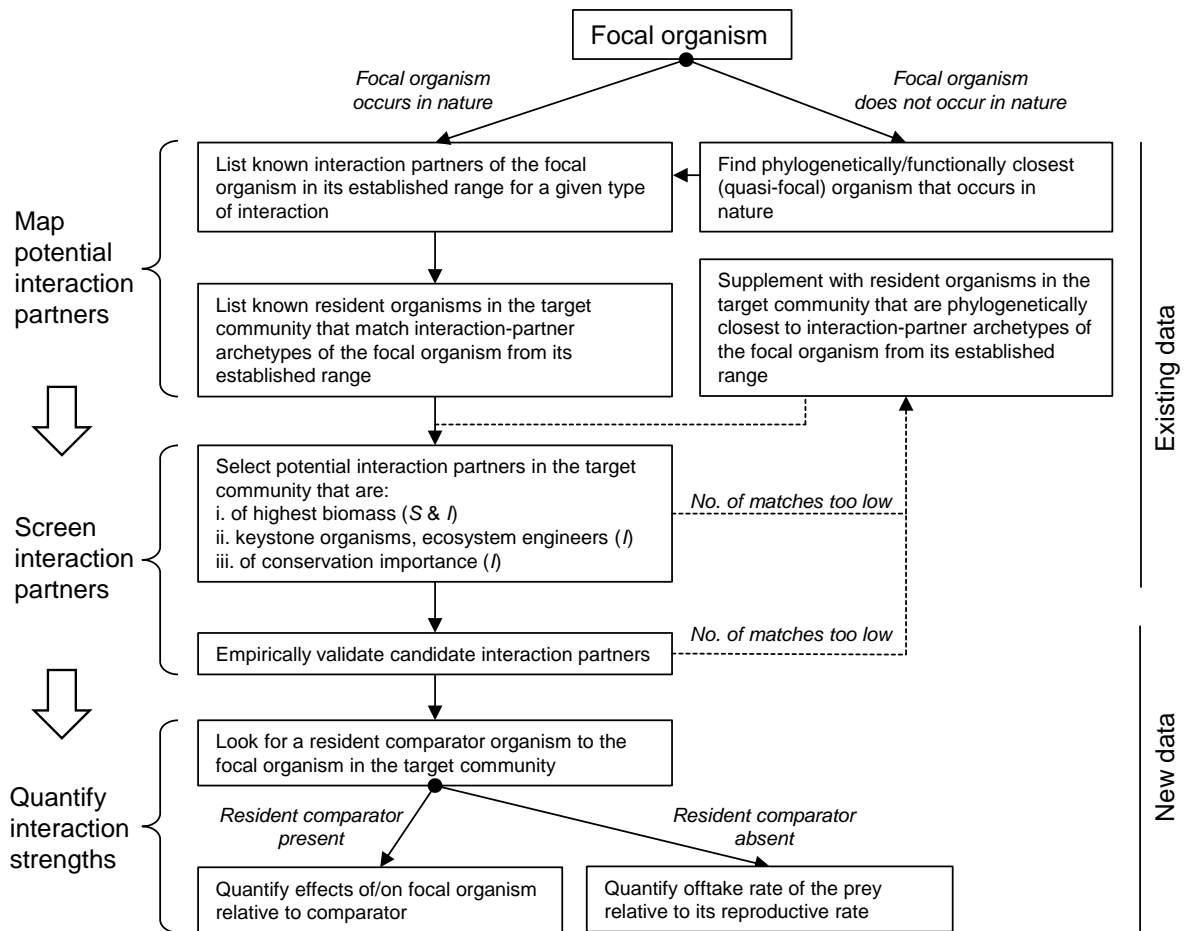 Focal organism
Focal organism
occurs in nature
Focal organism
does not occur in nature
Map
potential
interaction
partners
List known interaction partners of the focal
organism in its established range for a given type
of interaction
Find phylogenetically/functionally closest
(quasi-focal) organism that occurs in
nature
List known resident organisms in the target
community that match interaction-partner
archetypes of the focal organism from its
established range
Supplement with resident organisms in the
target community that are phylogenetically
closest to interaction-partner archetypes of
the focal organism from its established
range
Existing data
Screen
interaction
partners
Select potential interaction partners in the target
community that are:
i. of highest biomass (S & I)
ii. keystone organisms, ecosystem engineers (I)
iii. of conservation importance (I)
No. of matches too low
Empirically validate candidate interaction partners
No. of matches too low
New data
Quantify
interaction
strengths
Look for a resident comparator organism to the
focal organism in the target community
Resident comparator
present
Resident comparator
absent
Quantify effects of/on focal organism
relative to comparator
Quantify offtake rate of the prey
relative to its reproductive rate